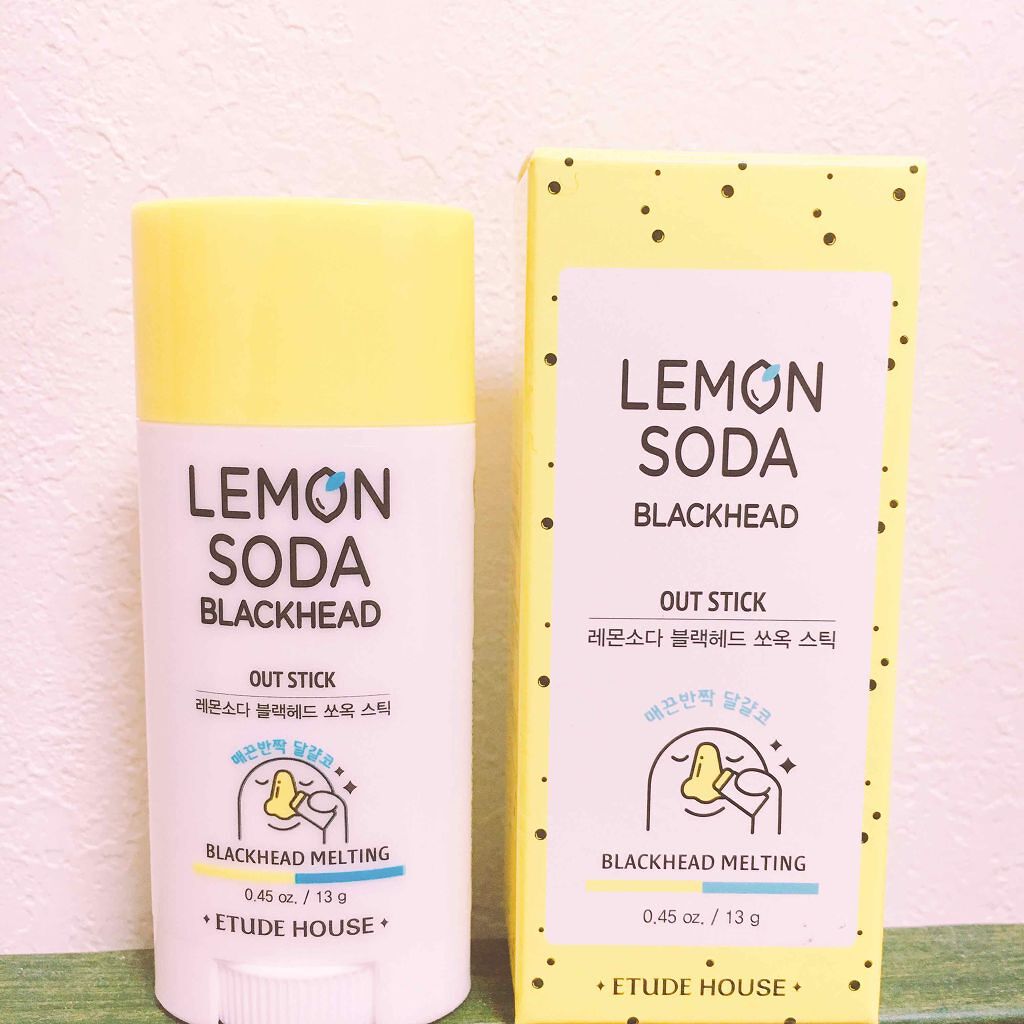 LEMON
SODA
BLACKHEAD
OUT STICK
레몬소다 블랙헤드 쏘옥 스틱
매끈반짝 달걀코
BLACKHEAD MELTING
0.45 oz. / 13 g
ETUDE HOUSE
LEMON
SODA
BLACKHEAD
OUT STICK
레몬소다 블랙헤드 쏘옥 스틱
매끈반짝 달걀코
BLACKHEAD MELTING
0.45 oz. / 13 g
ETUDE HOUSE